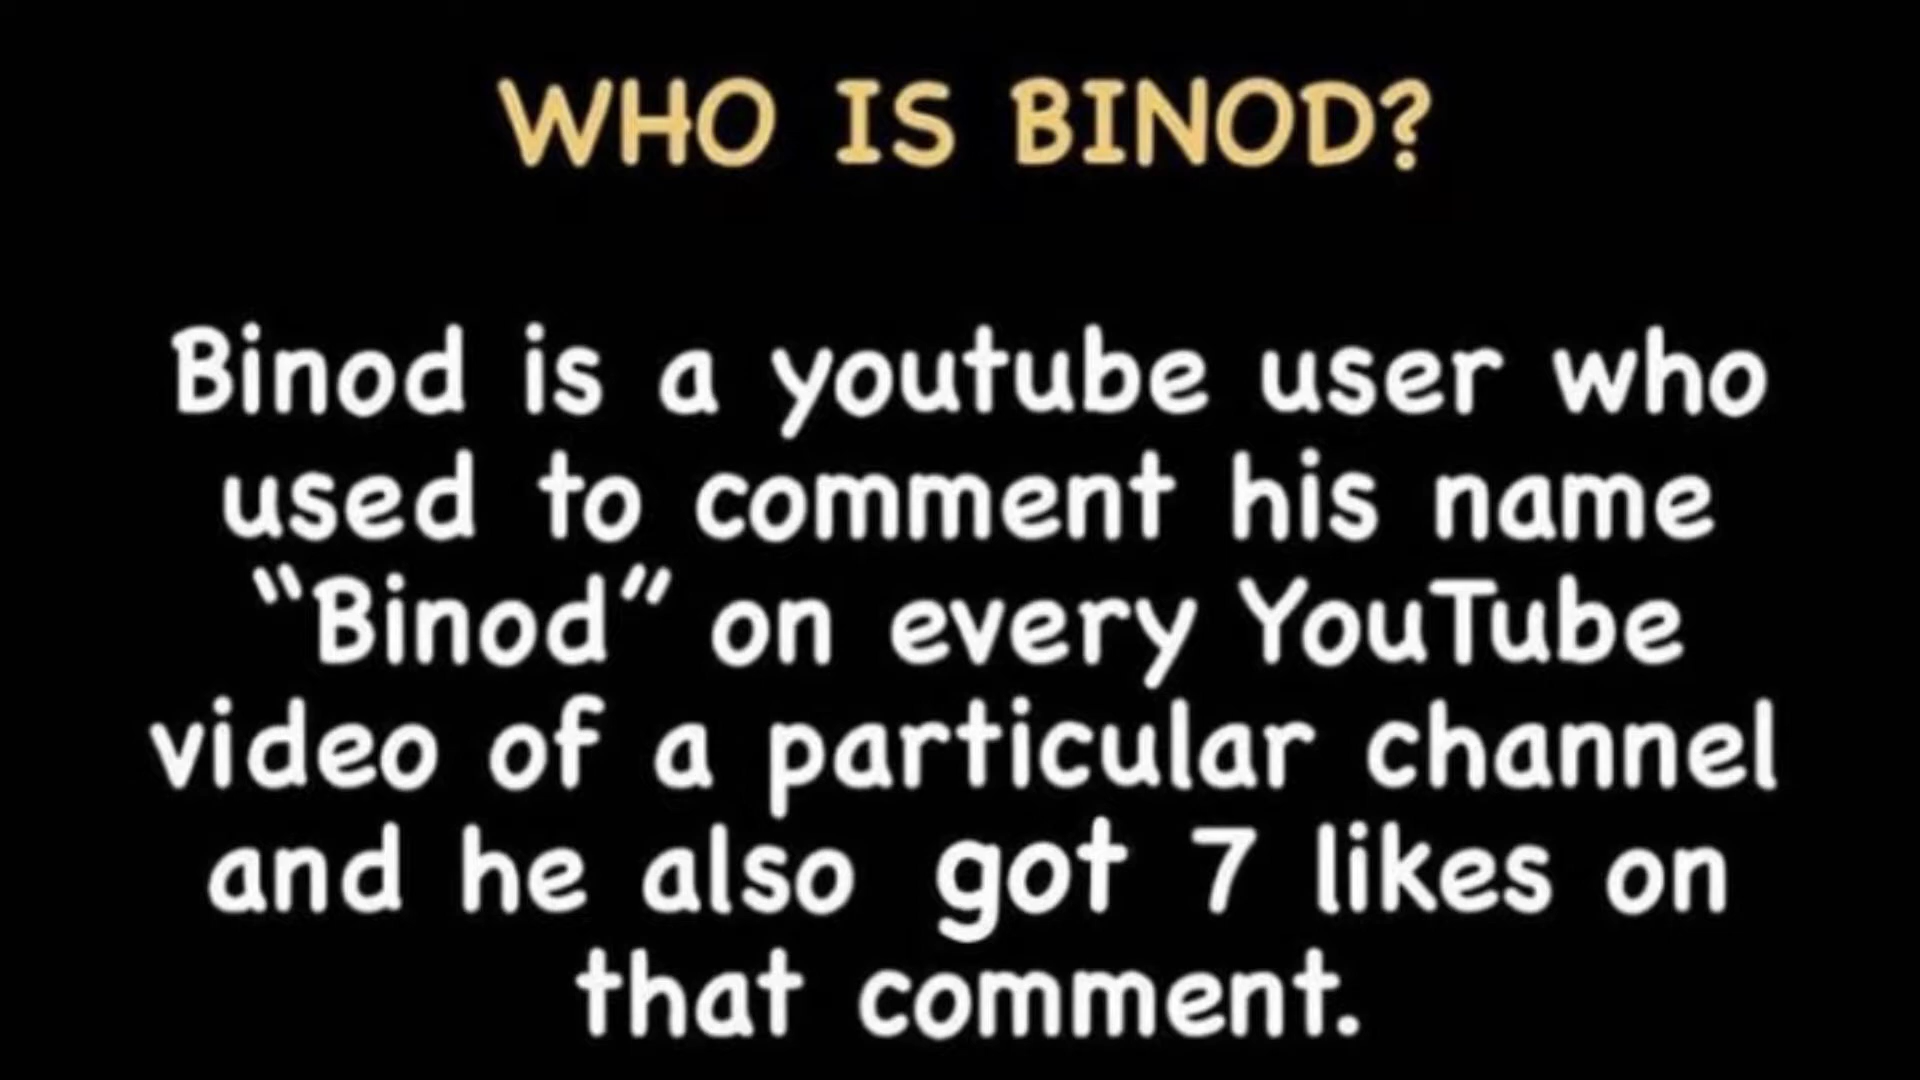 WHO IS BINOD?
Binod is a youtube user who
used to comment his name
“Binod” on every YouTube
video of a particular channel
and he also got 7 likes on
that comment.